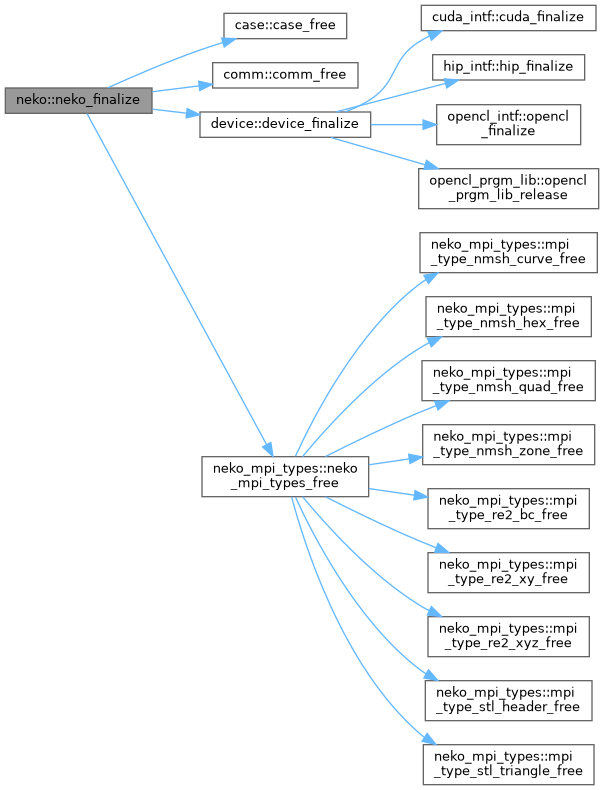 neko::neko_finalize
case::case_free
comm::comm_free
device::device_finalize
cuda_intf::cuda_finalize
hip_intf::hip_finalize
opencl_intf::opencl
_finalize
opencl_prgm_lib::opencl
_prgm_lib_release
neko_mpi_types::neko
_mpi_types_free
neko_mpi_types::mpi
_type_nmsh_curve_free
neko_mpi_types::mpi
_type_nmsh_hex_free
neko_mpi_types::mpi
_type_nmsh_quad_free
neko_mpi_types::mpi
_type_nmsh_zone_free
neko_mpi_types::mpi
_type_re2_bc_free
neko_mpi_types::mpi
_type_re2_xy_free
neko_mpi_types::mpi
_type_re2_xyz_free
neko_mpi_types::mpi
_type_stl_header_free
neko_mpi_types::mpi
_type_stl_triangle_free